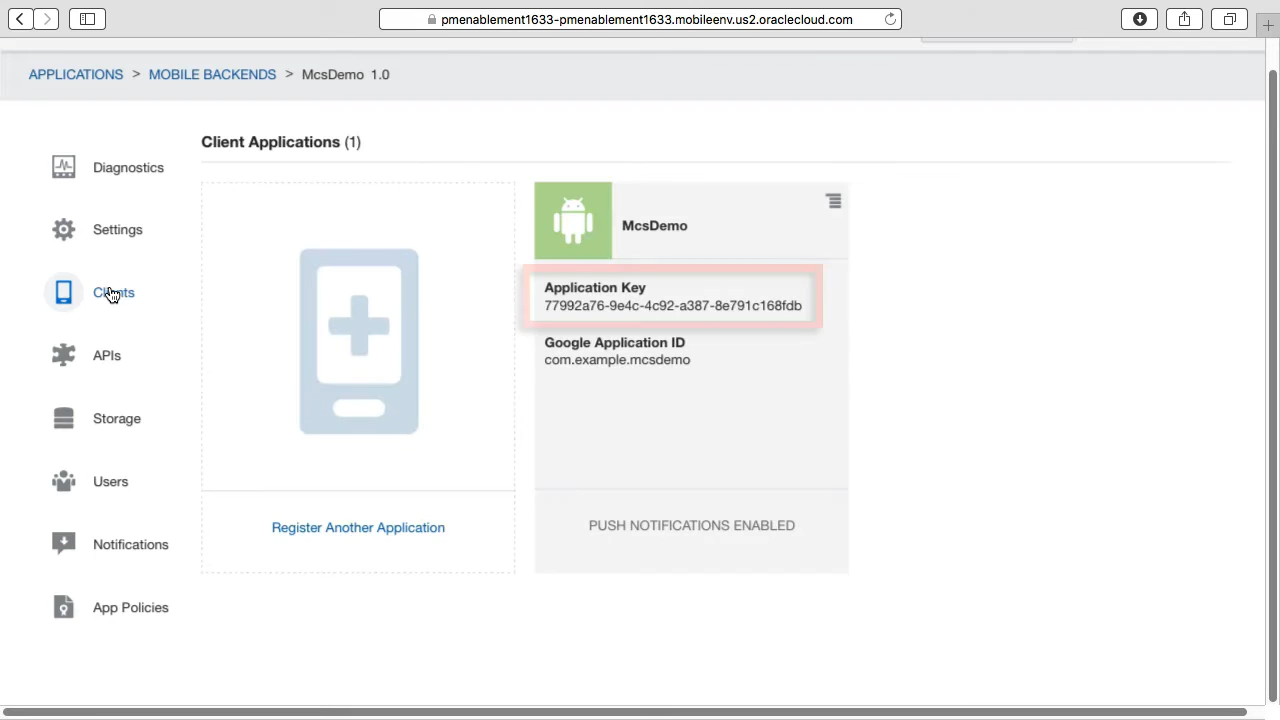 pmenablement1633-pmenablement1633.mobileenv.us2.oraclecloud.com
APPLICATIONS > MOBILE BACKENDS > McsDemo 1.0
Client Applications (1)
Diagnostics
Settings
Clients
APIs
Storage
Users
Notifications
App Policies
Register Another Application
McsDemo
Application Key
77992a76-9e4c-4c92-a387-8e791c168fdb
Google Application ID
com.example.mcsdemo
PUSH NOTIFICATIONS ENABLED